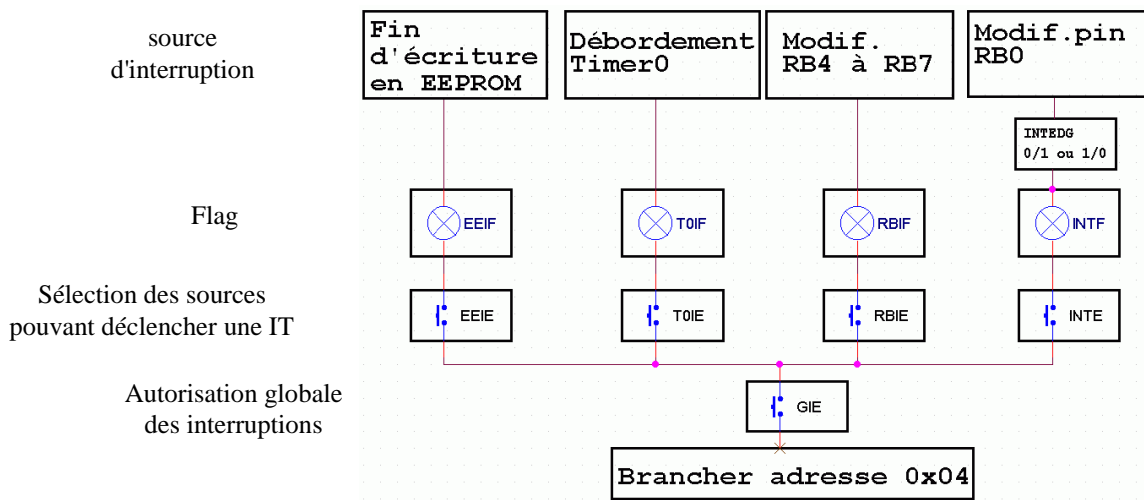 source
d'interruption
Fin
d'écriture
en EEPROM
Débordement
Timer0
Modif.
RB4 à RB7
Modif.pin
RB0
INTEDG
0/1 ou 1/0
Flag
EEIF
T0IF
RBIF
INTF
Sélection des sources
pouvant déclencher une IT
EEIE
T0IE
RBIE
INTE
Autorisation globale
des interruptions
GIE
Brancher adresse 0x04